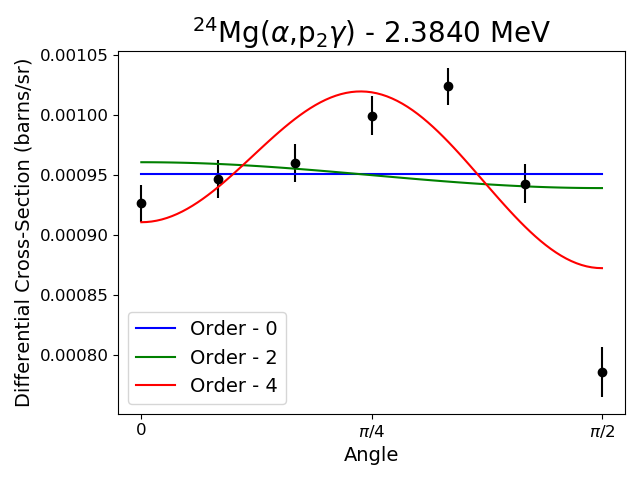 ²⁴Mg(α,p₂γ) - 2.3840 MeV
Differential Cross-Section (barns/sr)
0.00105
0.00100
0.00095
0.00090
0.00085
0.00080
Order - 0
Order - 2
Order - 4
0
π/4
π/2
Angle